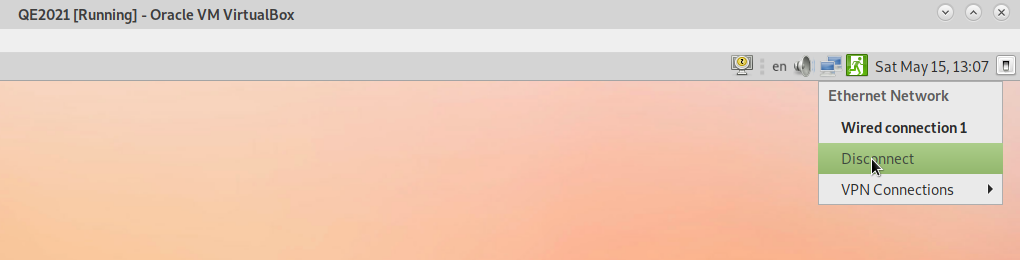 QE2021 [Running] - Oracle VM VirtualBox
en Sat May 15, 13:07
Ethernet Network
Wired connection 1
Disconnect
VPN Connections